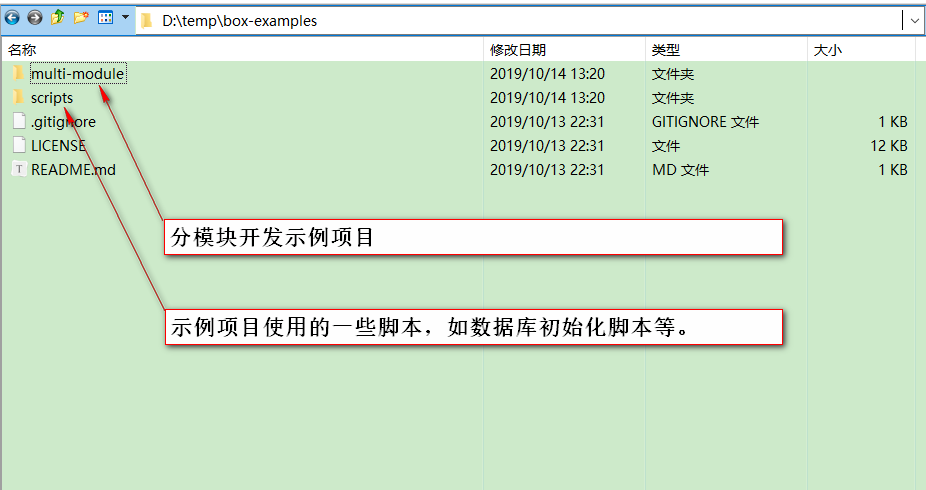 D:\temp\box-examples
名称 修改日期 类型 大小
multi-module 2019/10/14 13:20 文件夹
scripts 2019/10/14 13:20 文件夹
.gitignore 2019/10/13 22:31 GITIGNORE 文件 1 KB
LICENSE 2019/10/13 22:31 文件 12 KB
T README.md 2019/10/13 22:31 MD 文件 1 KB
分模块开发示例项目
示例项目使用的一些脚本，如数据库初始化脚本等。